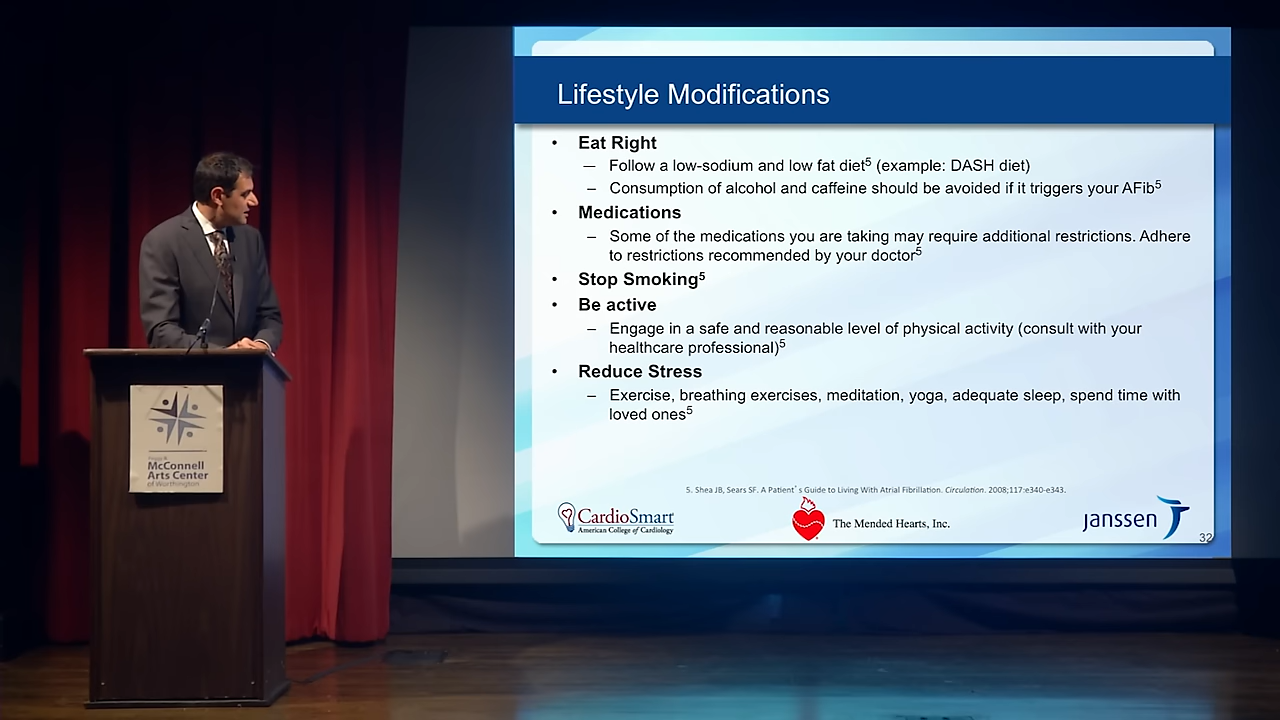 Lifestyle Modifications
• Eat Right
— Follow a low-sodium and low fat diet5 (example: DASH diet)
– Consumption of alcohol and caffeine should be avoided if it triggers your AFib5
• Medications
– Some of the medications you are taking may require additional restrictions. Adhere
to restrictions recommended by your doctor5
• Stop Smoking5
• Be active
– Engage in a safe and reasonable level of physical activity (consult with your
healthcare professional)5
• Reduce Stress
– Exercise, breathing exercises, meditation, yoga, adequate sleep, spend time with
loved ones5
5. Shea JB, Sears SF. A Patient's Guide to Living With Atrial Fibrillation. Circulation. 2008;117:e340-e343.
CardioSmart
American College of Cardiology
The Mended Hearts, Inc.
janssen
32
McConnell
Arts Center
of Worthington